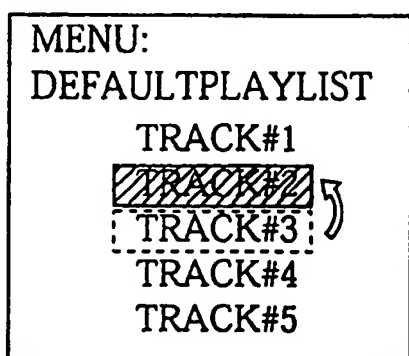 MENU:
DEFAULTPLAYLIST
TRACK#1
TRACK#2
TRACK#3
TRACK#4
TRACK#5